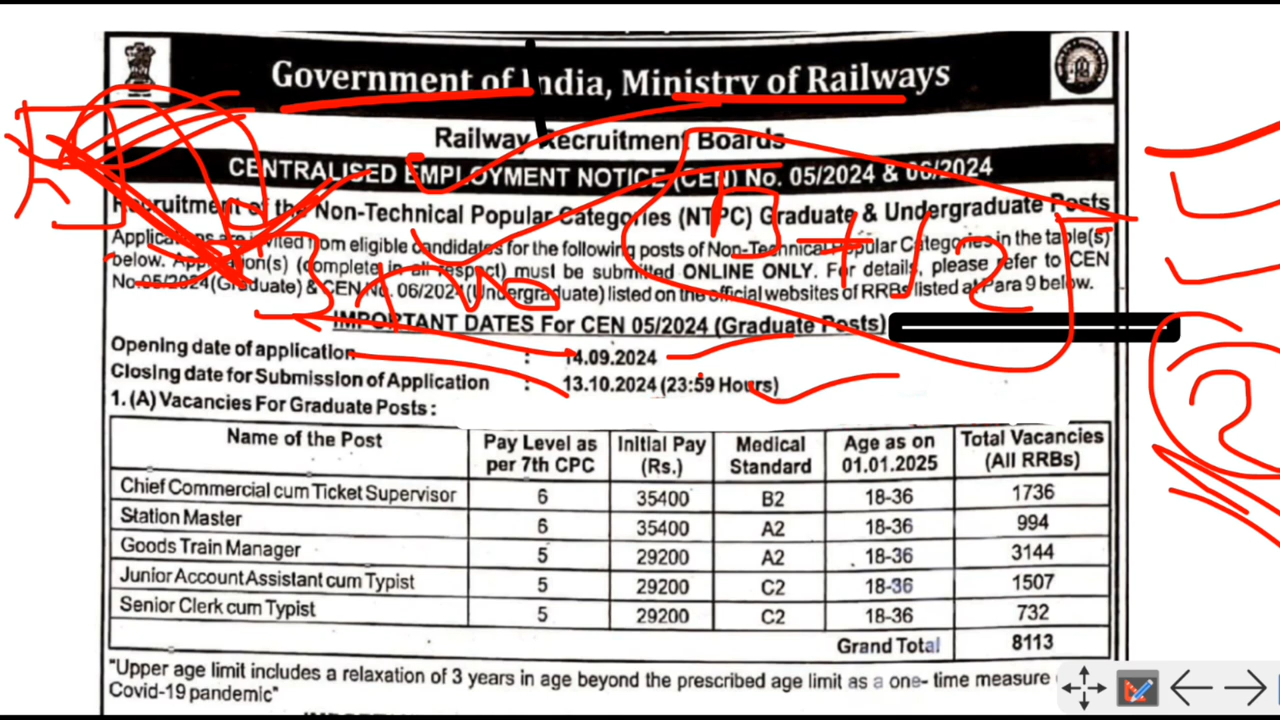 Government of India, Ministry of Railways
Railway Recruitment Boards
CENTRALISED EMPLOYMENT NOTICE (CEN) No. 05/2024 & 06/2024
Recruitment of the Non-Technical Popular Categories (NTPC) Graduate & Undergraduate Posts
Applications are invited from eligible candidates for the following posts of Non-Technical Popular Categories in the table(s)
below. Application(s) (complete in all respect) must be submitted ONLINE ONLY. For details, please refer to CEN
No. 05/2024 (Graduate) & CEN No. 06/2024 (Undergraduate) listed on the official websites of RRBs listed at Para 9 below.
IMPORTANT DATES For CEN 05/2024 (Graduate Posts)
Opening date of application : 14.09.2024
Closing date for Submission of Application : 13.10.2024 (23:59 Hours)
1. (A) Vacancies For Graduate Posts :
Name of the Post Pay Level as per 7th CPC Initial Pay (Rs.) Medical Standard Age as on 01.01.2025 Total Vacancies (All RRBs)
Chief Commercial cum Ticket Supervisor 6 35400 B2 18-36 1736
Station Master 6 35400 A2 18-36 994
Goods Train Manager 5 29200 A2 18-36 3144
Junior Account Assistant cum Typist 5 29200 C2 18-36 1507
Senior Clerk cum Typist 5 29200 C2 18-36 732
Grand Total 8113
"Upper age limit includes a relaxation of 3 years in age beyond the prescribed age limit as a one- time measure
Covid-19 pandemic"